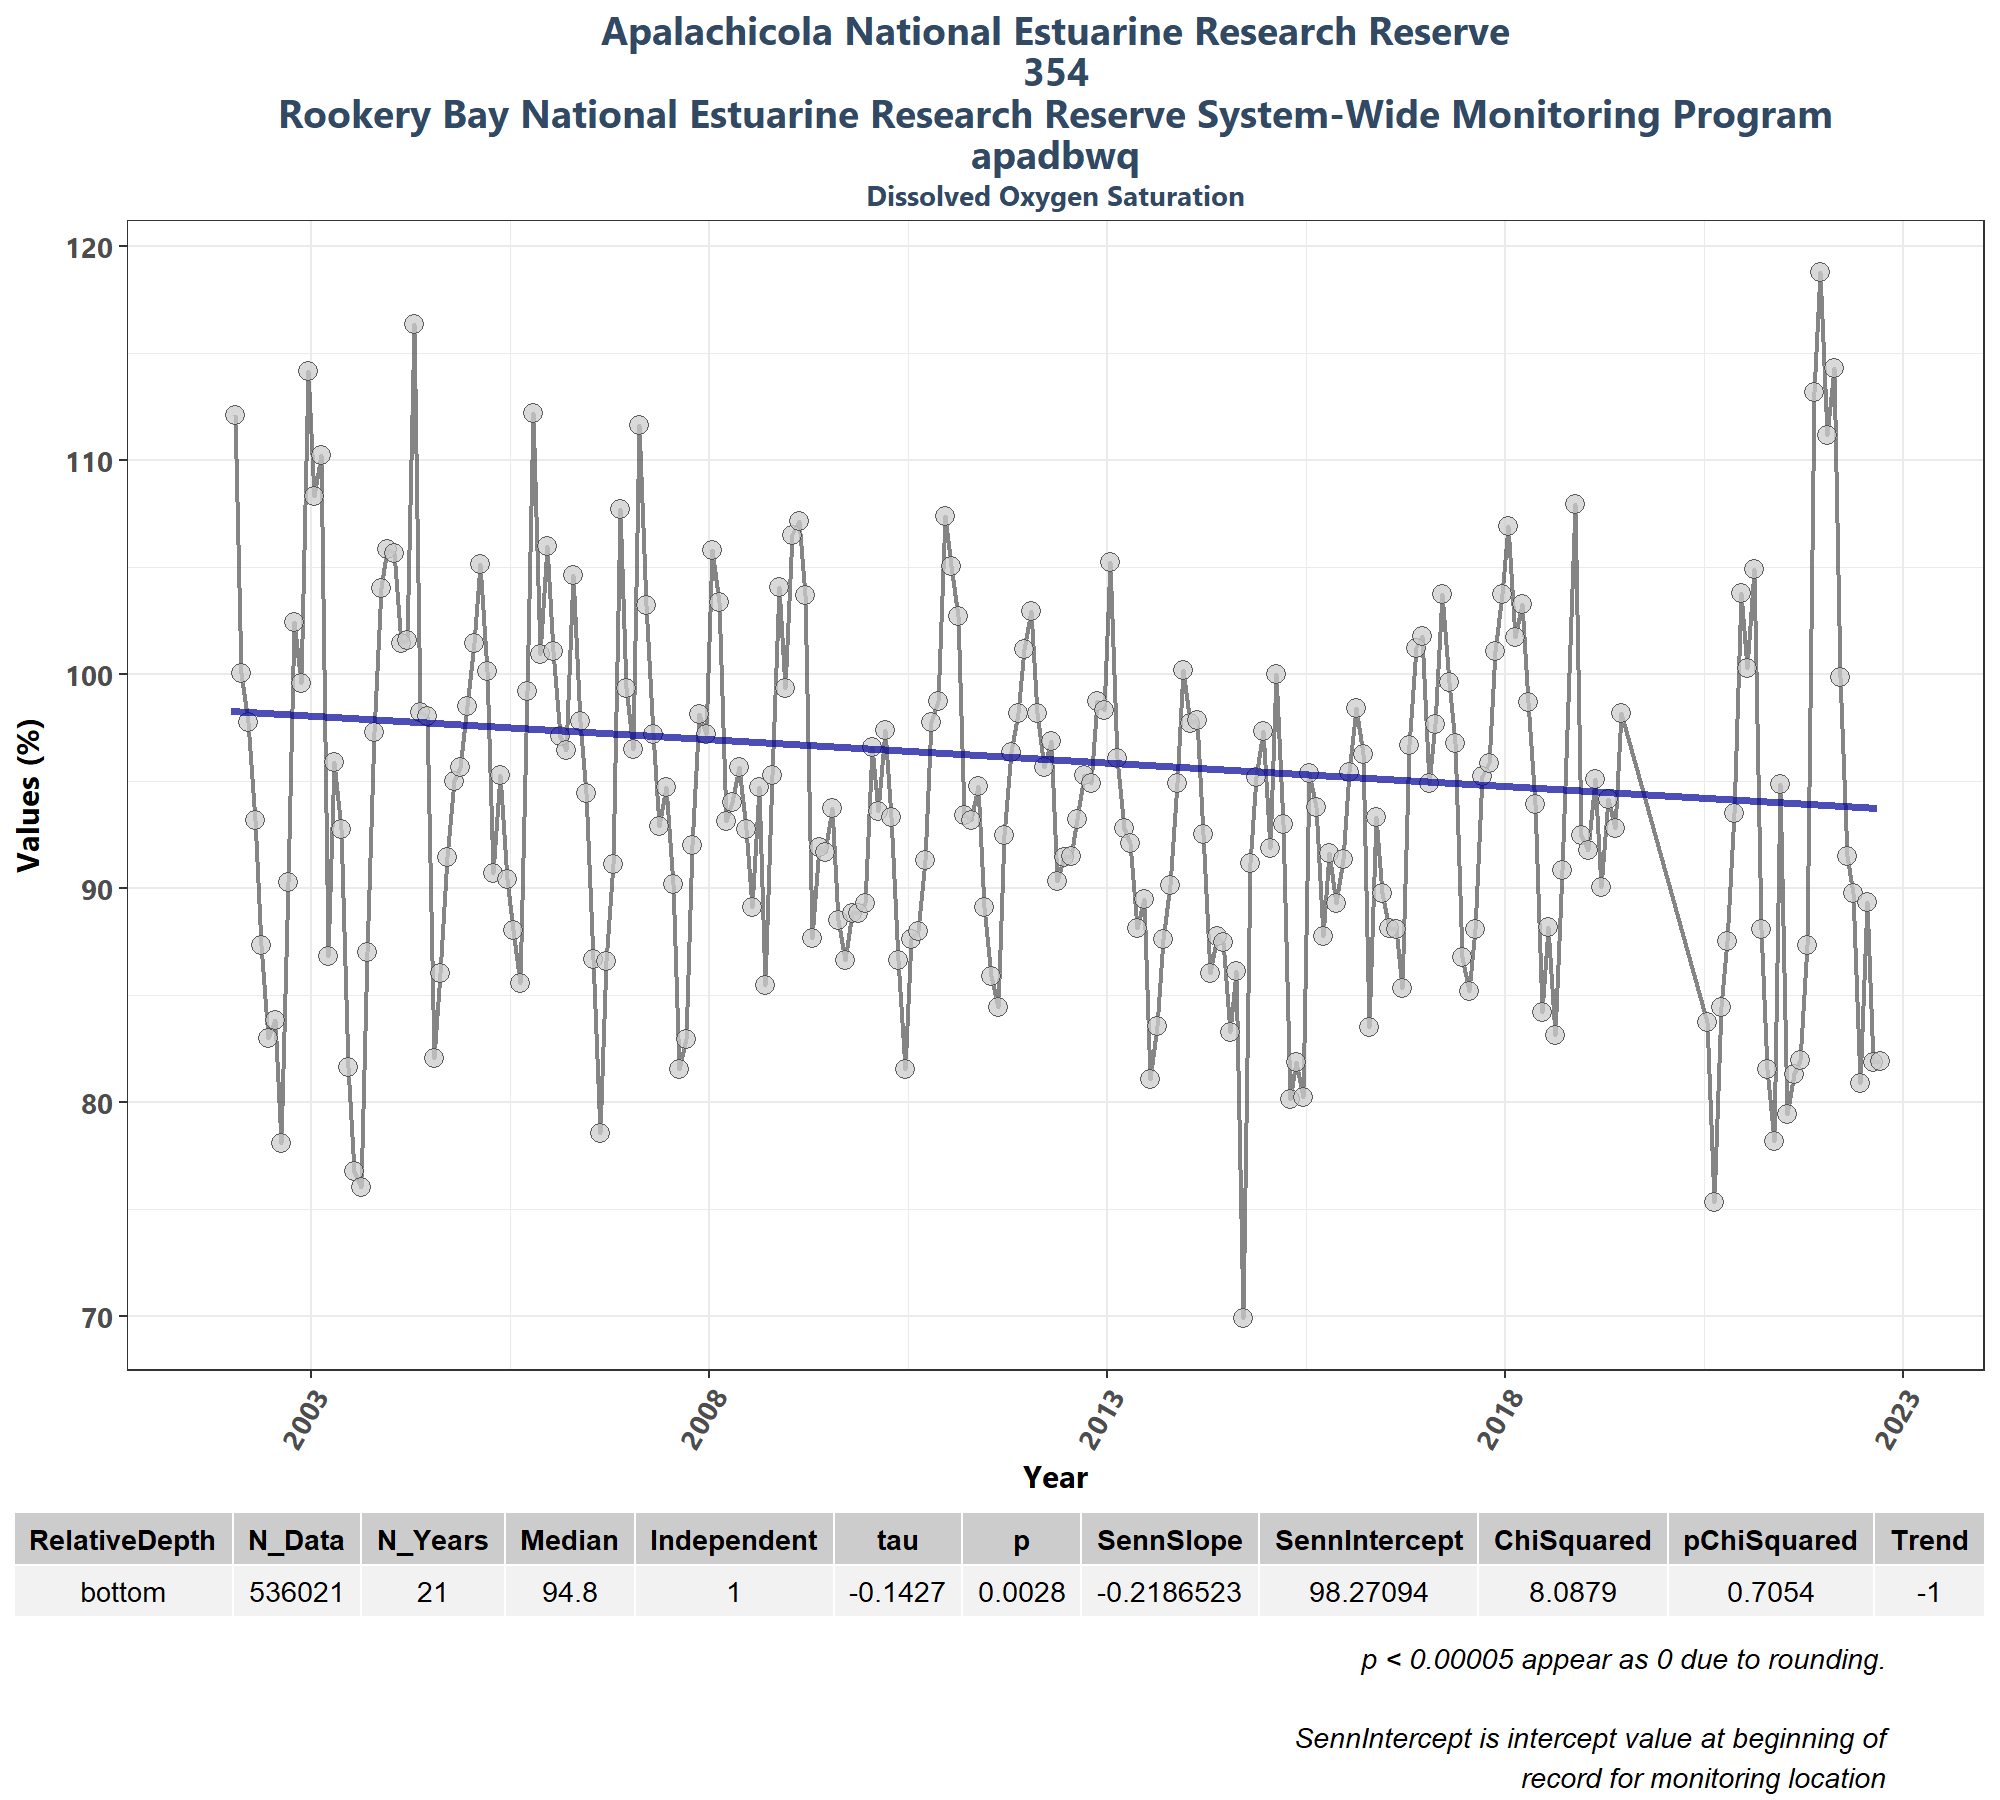 Apalachicola National Estuarine Research Reserve
354
Rookery Bay National Estuarine Research Reserve System-Wide Monitoring Program
apadbwq
Dissolved Oxygen Saturation
120
110
100
90
80
70
Values (%)
2003 2008 2013 2018 2023
Year
RelativeDepth N_Data N_Years Median Independent tau p SennSlope SennIntercept ChiSquared pChiSquared Trend
bottom 536021 21 94.8 1 -0.1427 0.0028 -0.2186523 98.27094 8.0879 0.7054 -1
p < 0.00005 appear as 0 due to rounding.
SennIntercept is intercept value at beginning of
record for monitoring location